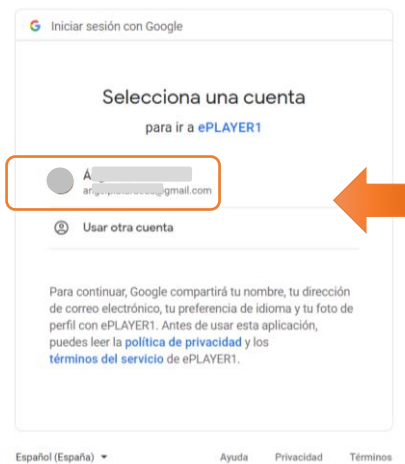 Iniciar sesión con Google
Selecciona una cuenta
para ir a ePLAYER1
A
gmail.com
Usar otra cuenta
Para continuar, Google compartirá tu nombre, tu dirección
de correo electrónico, tu preferencia de idioma y tu foto de
perfil con ePLAYER1. Antes de usar esta aplicación,
puedes leer la política de privacidad y los
términos del servicio de ePLAYER1.
Español (España) Ayuda Privacidad Términos